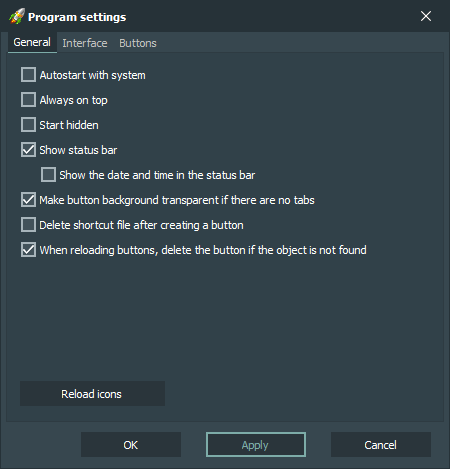 Program settings
General Interface Buttons
Autostart with system
Always on top
Start hidden
Show status bar
Show the date and time in the status bar
Make button background transparent if there are no tabs
Delete shortcut file after creating a button
When reloading buttons, delete the button if the object is not found
Reload icons
OK Apply Cancel